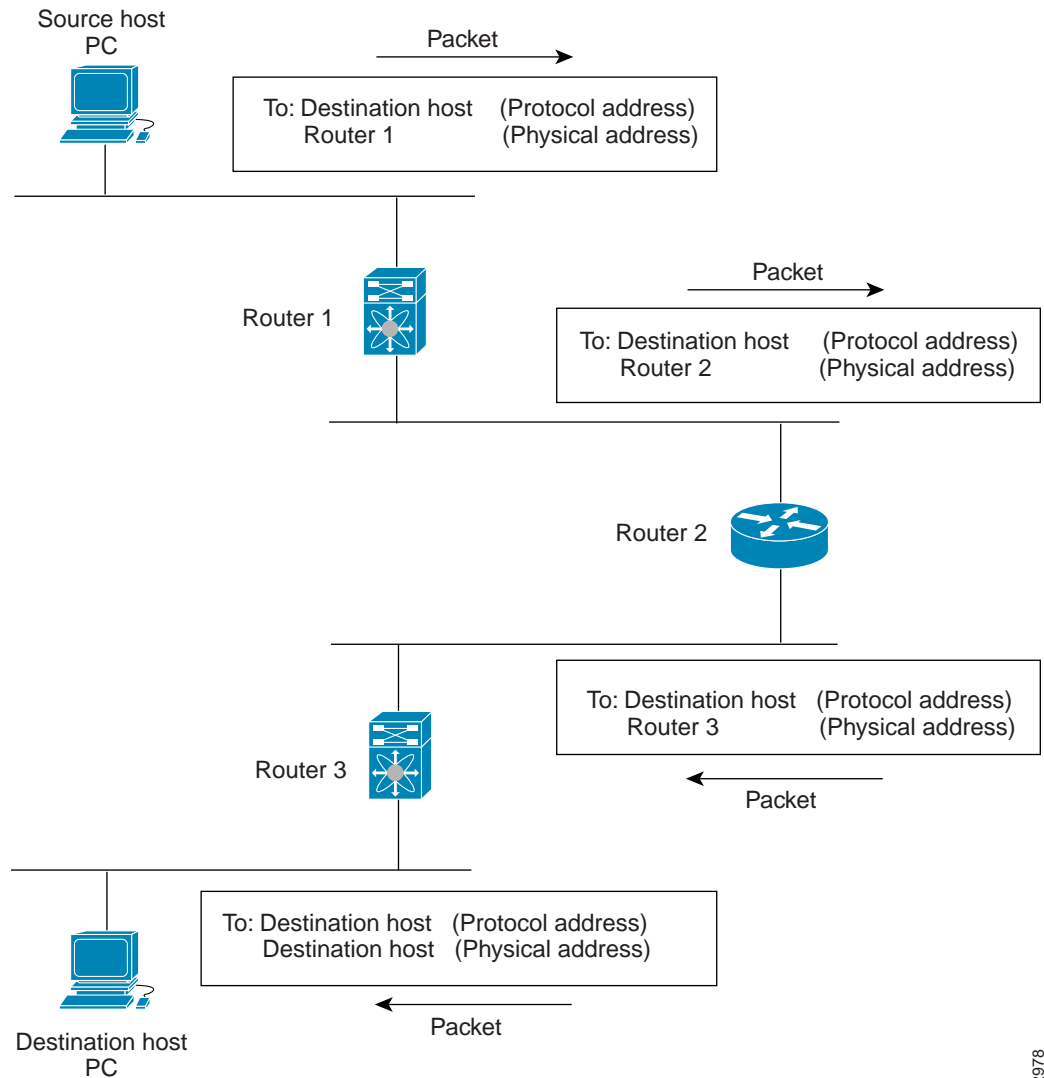 Source host
PC
Packet
To: Destination host (Protocol address)
Router 1 (Physical address)
Router 1
Packet
To: Destination host (Protocol address)
Router 2 (Physical address)
Router 2
To: Destination host (Protocol address)
Router 3 (Physical address)
Router 3
Packet
To: Destination host (Protocol address)
Destination host (Physical address)
Packet
Destination host
PC